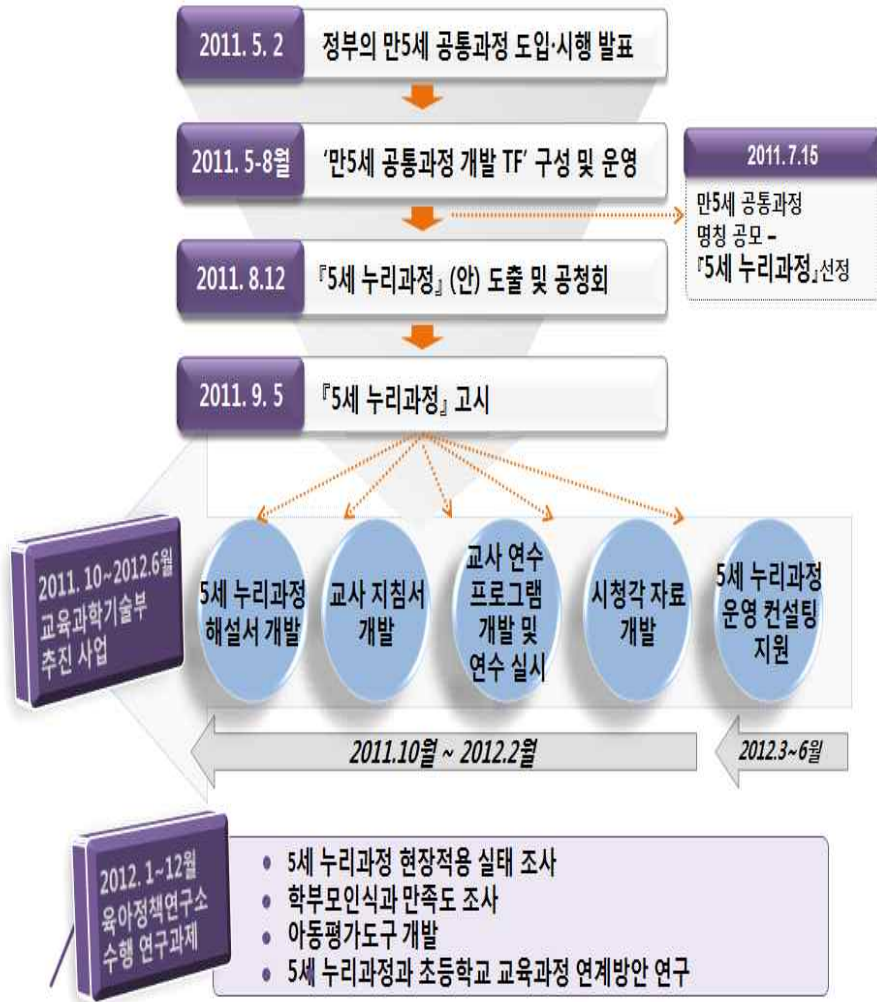 2011. 5. 2
정부의 만5세 공통과정 도입·시행 발표
2011. 5-8월
'만5세 공통과정 개발 TF' 구성 및 운영
2011.7.15
만5세 공통과정
명칭 공모 –
『5세 누리과정』선정
2011. 8.12
『5세 누리과정』(안) 도출 및 공청회
2011. 9. 5
『5세 누리과정』 고시
2011. 10~2012.6월
교육과학기술부
추진 사업
5세 누리과정
해설서 개발
교사 지침서
개발
교사 연수
프로그램
개발 및
연수 실시
시청각 자료
개발
5세 누리과정
운영 컨설팅
지원
2011.10월 ~ 2012.2월
2012.3~6월
2012. 1~12월
육아정책연구소
수행 연구과제
• 5세 누리과정 현장적용 실태 조사
• 학부모인식과 만족도 조사
• 아동평가도구 개발
• 5세 누리과정과 초등학교 교육과정 연계방안 연구